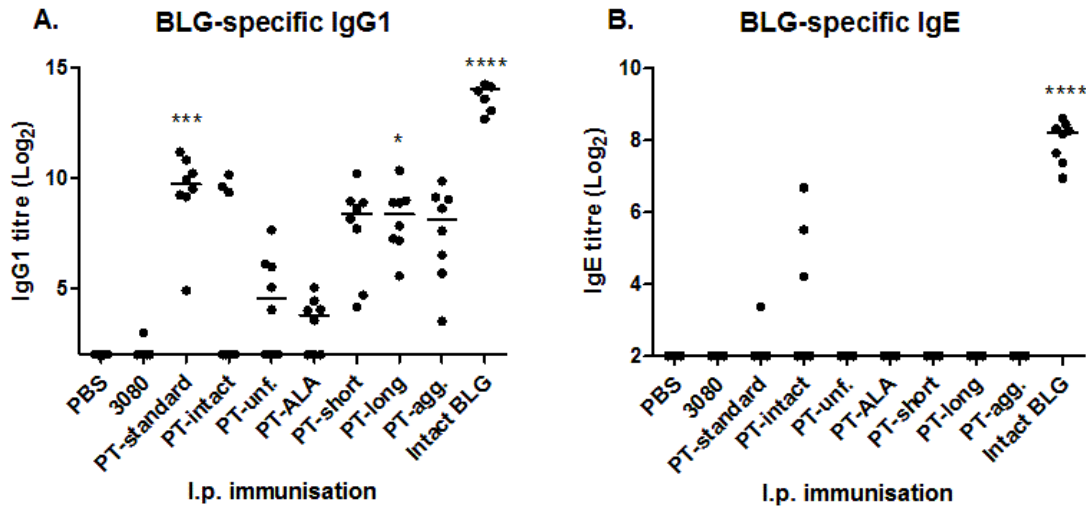 A. BLG-specific IgG1
IgG1 titre (Log2)
15
10
5
***
*
****
PBS
3080
PT-standard
PT-intact
PT-unf.
PT-ALA
PT-short
PT-long
PT-agg.
Intact BLG
I.p. immunisation
B. BLG-specific IgE
IgE titre (Log2)
10
8
6
4
2
****
PBS
3080
PT-standard
PT-intact
PT-unf.
PT-ALA
PT-short
PT-long
PT-agg.
Intact BLG
I.p. immunisation